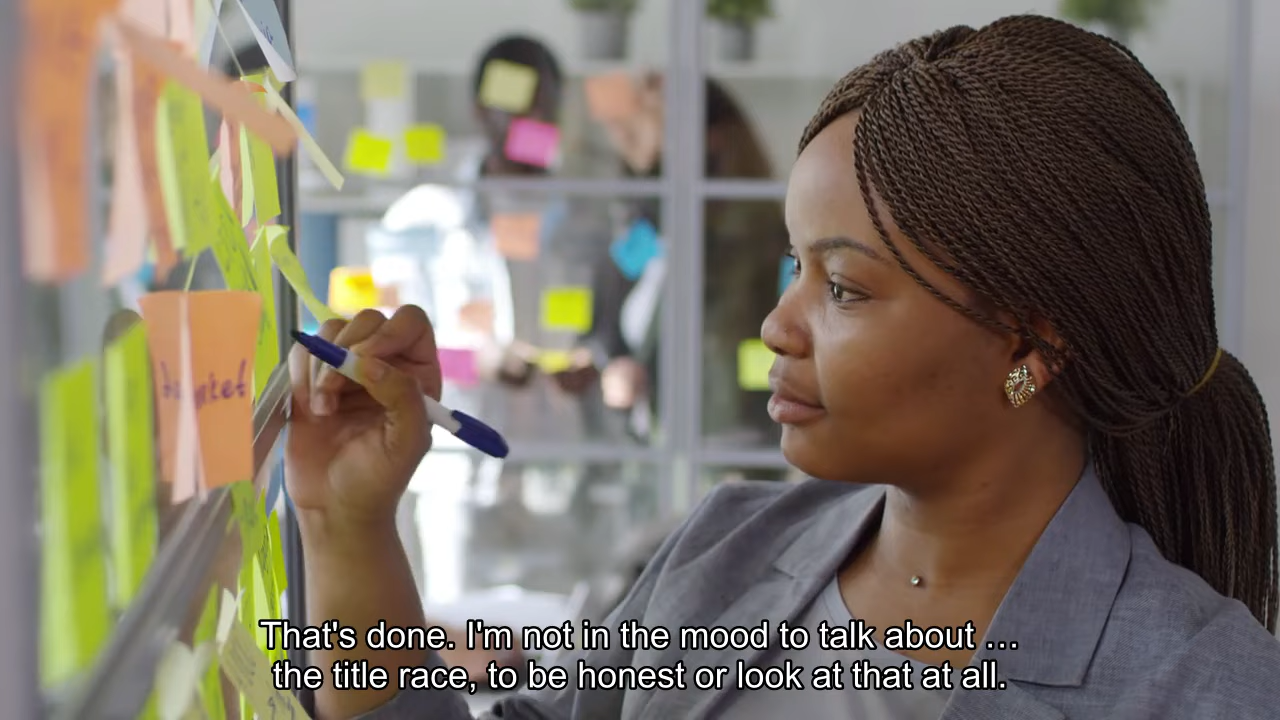 That's done. I'm not in the mood to talk about …
the title race, to be honest or look at that at all.